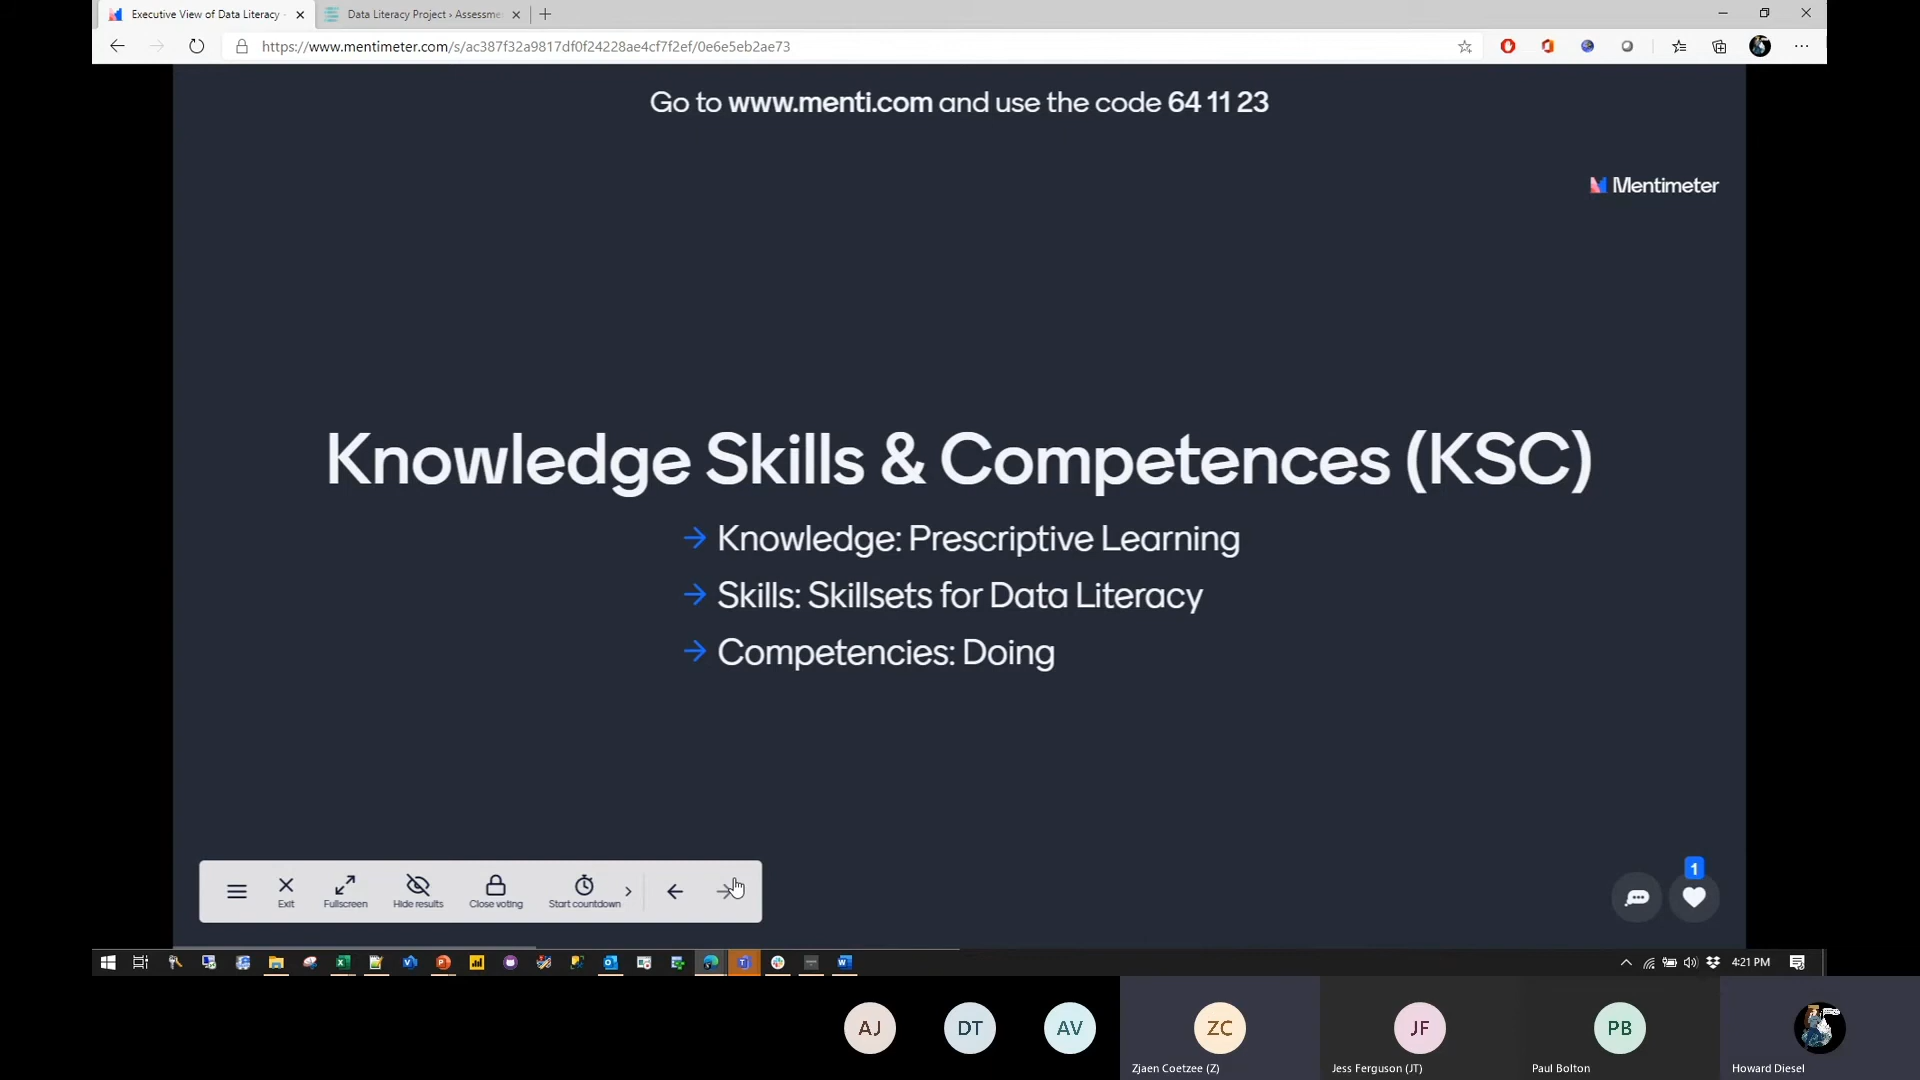 Executive View of Data Literacy -
Data Literacy Project › Assessme
https://www.mentimeter.com/s/ac387f32a9817df0f24228ae4cf7f2ef/0e6e5eb2ae73
Go to www.menti.com and use the code 64 11 23
Mentimeter
Knowledge Skills & Competences (KSC)
→ Knowledge: Prescriptive Learning
→ Skills: Skillsets for Data Literacy
→ Competencies: Doing
1
Exit
Fullscreen
Hide results
Close voting
Start countdown
4:21 PM
AJ
DT
AV
ZC
JF
PB
Zjaen Coetzee (Z)
Jess Ferguson (JT)
Paul Bolton
Howard Diesel